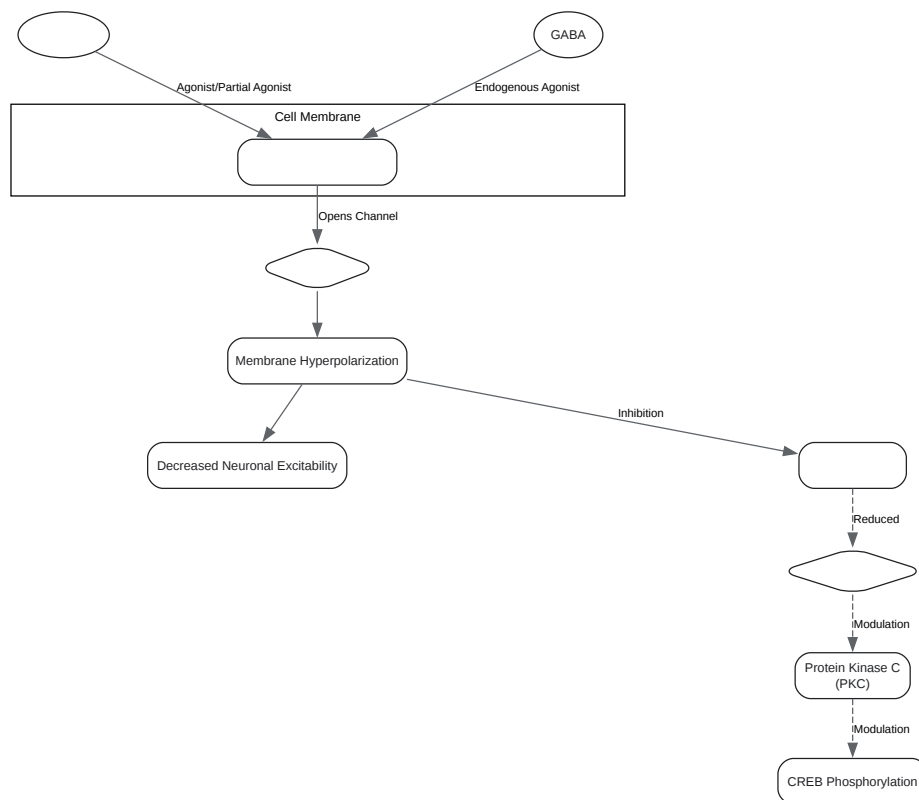 GABA
Agonist/Partial Agonist
Endogenous Agonist
Cell Membrane
Opens Channel
Membrane Hyperpolarization
Inhibition
Decreased Neuronal Excitability
Reduced
Modulation
Protein Kinase C
(PKC)
Modulation
CREB Phosphorylation